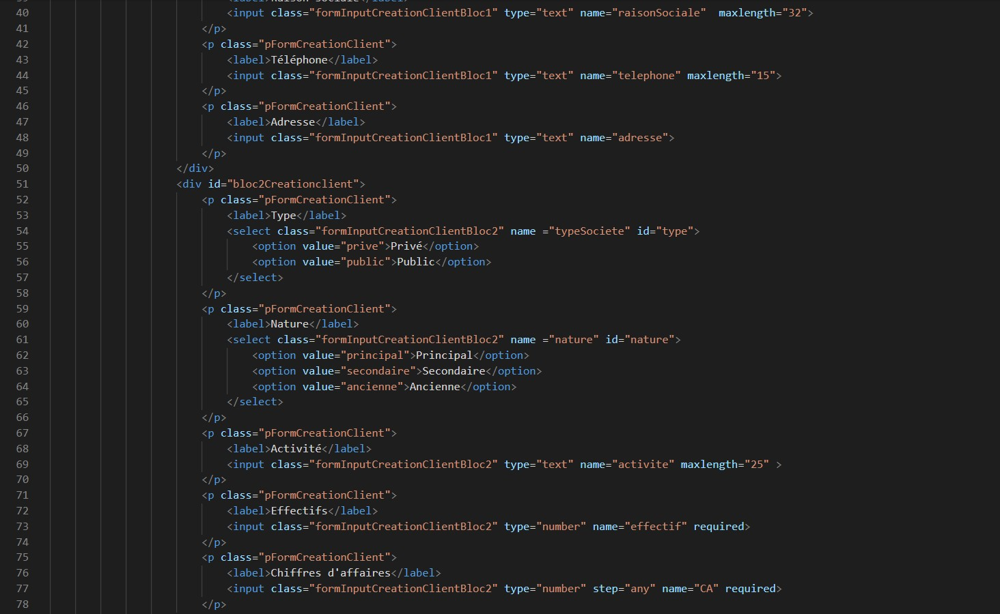 39 <label>Raison sociale</label>
40 <input class="formInputCreationClientBloc1" type="text" name="raisonSociale"  maxlength="32">
41 </p>
42 <p class="pFormCreationClient">
43 <label>Téléphone</label>
44 <input class="formInputCreationClientBloc1" type="text" name="telephone" maxlength="15">
45 </p>
46 <p class="pFormCreationClient">
47 <label>Adresse</label>
48 <input class="formInputCreationClientBloc1" type="text" name="adresse">
49 </p>
50 </div>
51 <div id="bloc2Creationclient">
52 <p class="pFormCreationClient">
53 <label>Type</label>
54 <select class="formInputCreationClientBloc2" name ="typeSociete" id="type">
55 <option value="prive">Privé</option>
56 <option value="public">Public</option>
57 </select>
58 </p>
59 <p class="pFormCreationClient">
60 <label>Nature</label>
61 <select class="formInputCreationClientBloc2" name ="nature" id="nature">
62 <option value="principal">Principal</option>
63 <option value="secondaire">Secondaire</option>
64 <option value="ancienne">Ancienne</option>
65 </select>
66 </p>
67 <p class="pFormCreationClient">
68 <label>Activité</label>
69 <input class="formInputCreationClientBloc2" type="text" name="activite" maxlength="25" >
70 </p>
71 <p class="pFormCreationClient">
72 <label>Effectifs</label>
73 <input class="formInputCreationClientBloc2" type="number" name="effectif" required>
74 </p>
75 <p class="pFormCreationClient">
76 <label>Chiffres d'affaires</label>
77 <input class="formInputCreationClientBloc2" type="number" step="any" name="CA" required>
78 </p>